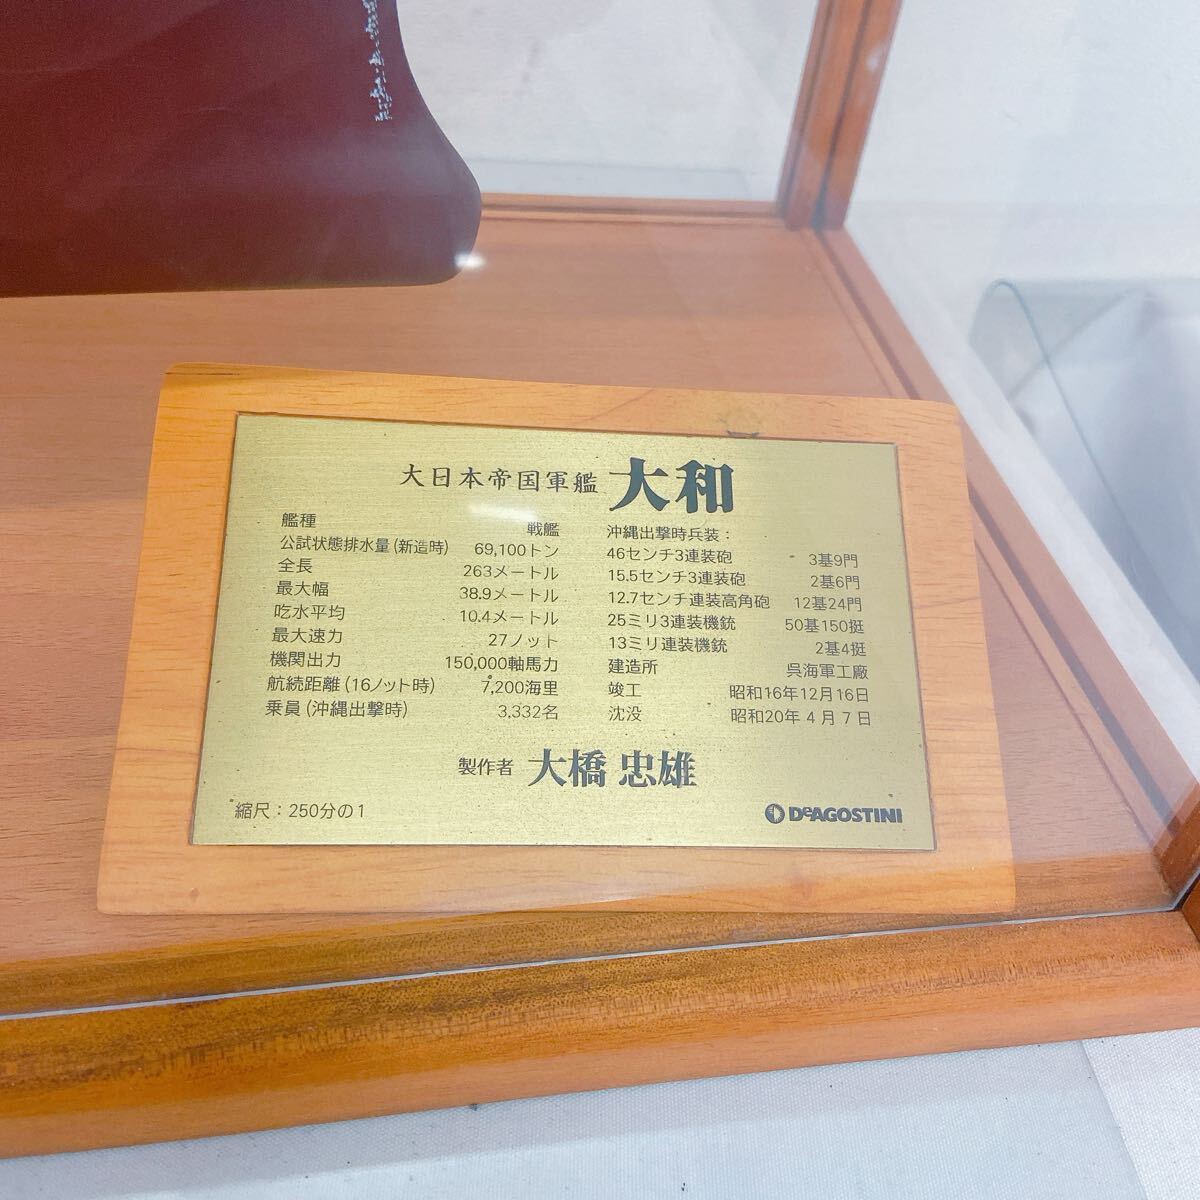 大日本帝国軍艦 大和
艦種 戦艦
公試状態排水量(新造時) 69,100トン
全長 263メートル
最大幅 38.9メートル
吃水平均 10.4メートル
最大速力 27ノット
機関出力 150,000軸馬力
航続距離(16ノット時) 7,200海里
乗員(沖縄出撃時) 3,332名
沖縄出撃時兵装：
46センチ3連装砲 3基9門
15.5センチ3連装砲 2基6門
12.7センチ連装高角砲 12基24門
25ミリ3連装機銃 50基150挺
13ミリ連装機銃 2基4挺
建造所 呉海軍工廠
竣工 昭和16年12月16日
沈没 昭和20年4月7日
製作者 大橋 忠雄
縮尺：250分の1
DeAGOSTINI